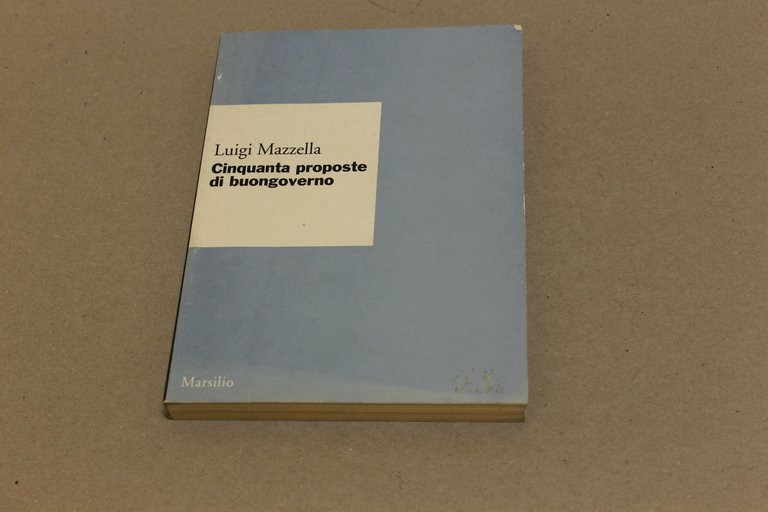 Luigi Mazzella
Cinquanta proposte
di buongoverno
Marsilio